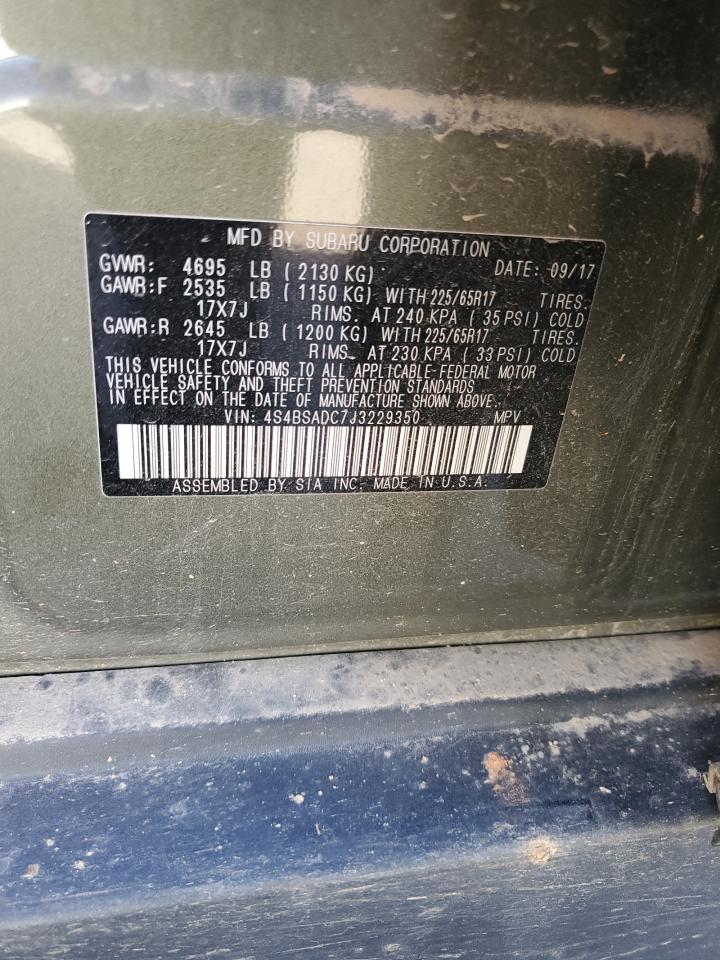 MFD BY SUBARU CORPORATION
GVWR: 4695 LB ( 2130 KG) DATE: 09/17
GAWR:F 2535 LB ( 1150 KG) WITH 225/65R17 TIRES.
17X7J RIMS. AT 240 KPA ( 35 PSI) COLD
GAWR:R 2645 LB ( 1200 KG) WITH 225/65R17 TIRES.
17X7J RIMS. AT 230 KPA ( 33 PSI) COLD
THIS VEHICLE CONFORMS TO ALL APPLICABLE FEDERAL MOTOR
VEHICLE SAFETY AND THEFT PREVENTION STANDARDS
IN EFFECT ON THE DATE OF MANUFACTURE SHOWN ABOVE.
VIN: 4S4BSADC7J3229350 MPV
ASSEMBLED BY SIA INC. MADE IN U.S.A.